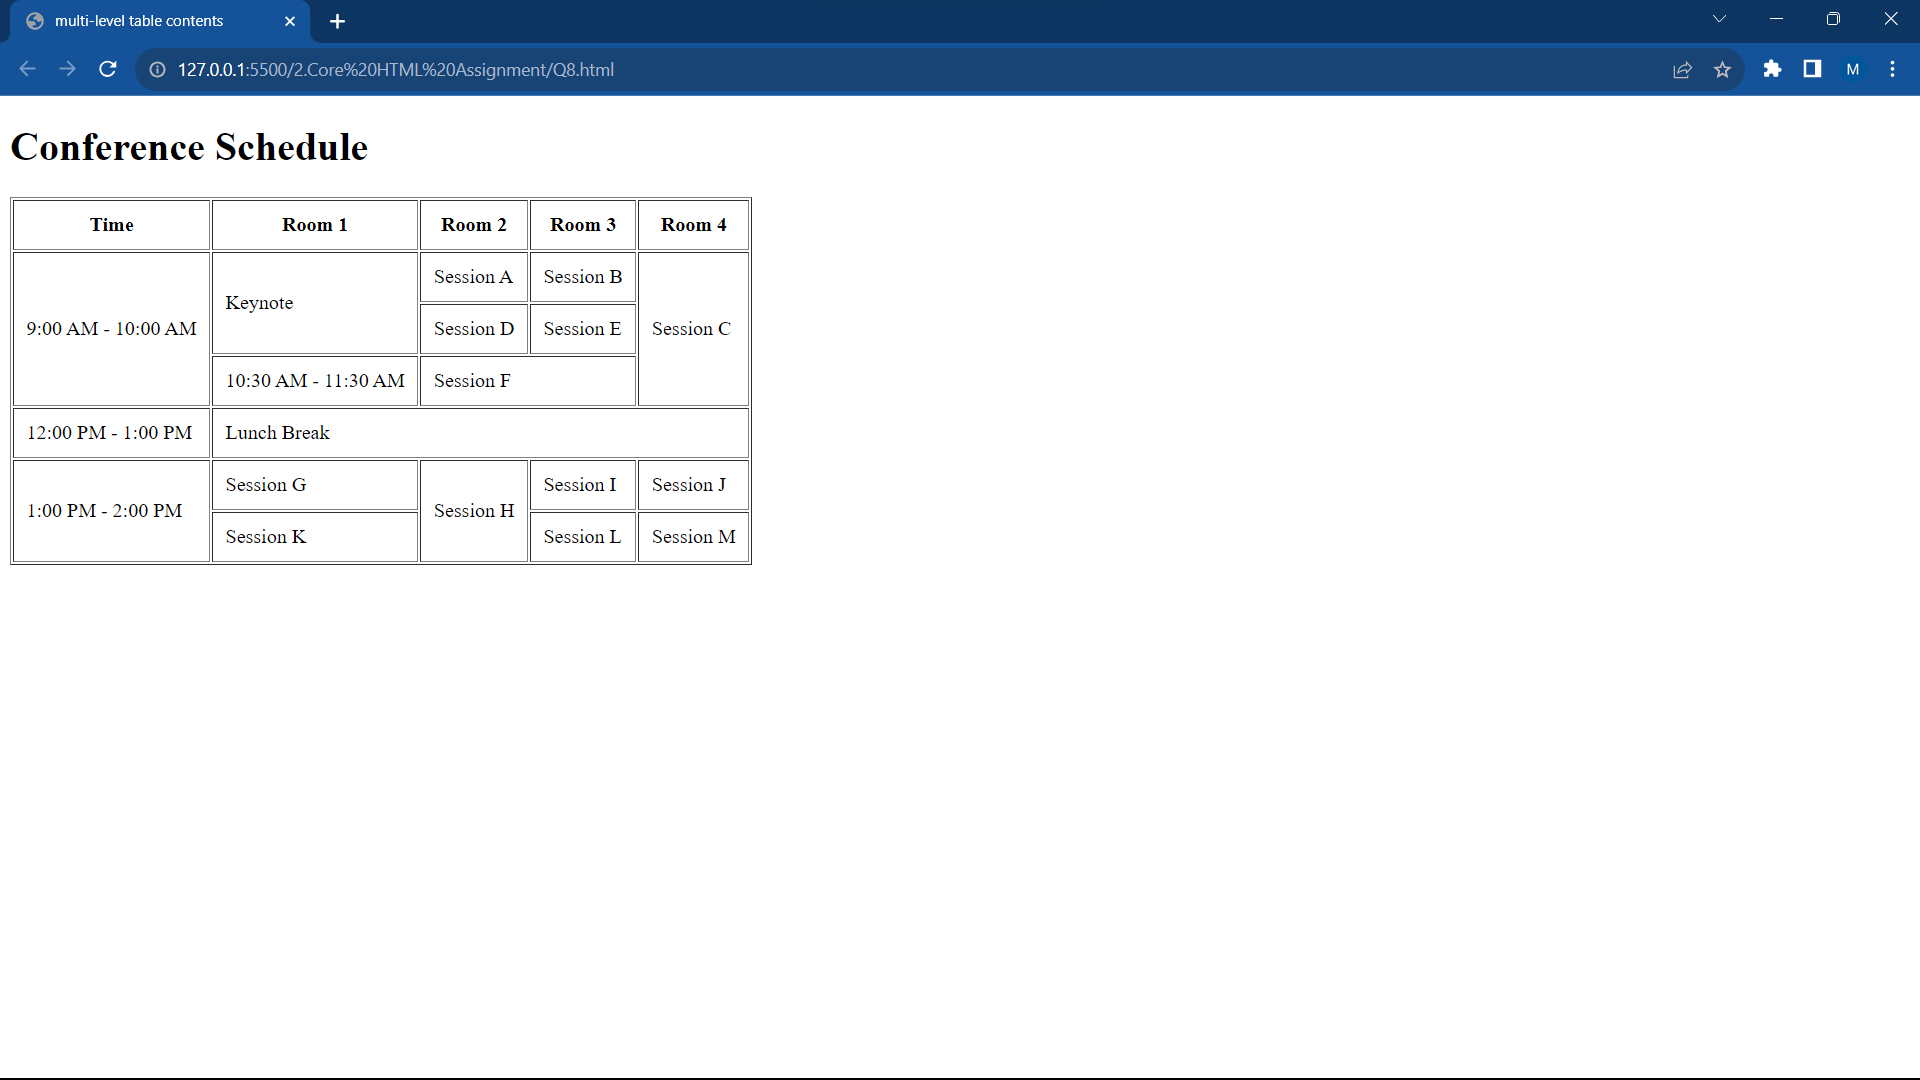 multi-level table contents
127.0.0.1:5500/2.Core%20HTML%20Assignment/Q8.html
M
Conference Schedule
Time Room 1 Room 2 Room 3 Room 4
Session A Session B
Keynote
9:00 AM - 10:00 AM Session D Session E Session C
10:30 AM - 11:30 AM Session F
12:00 PM - 1:00 PM Lunch Break
Session G Session I Session J
1:00 PM - 2:00 PM Session H
Session K Session L Session M